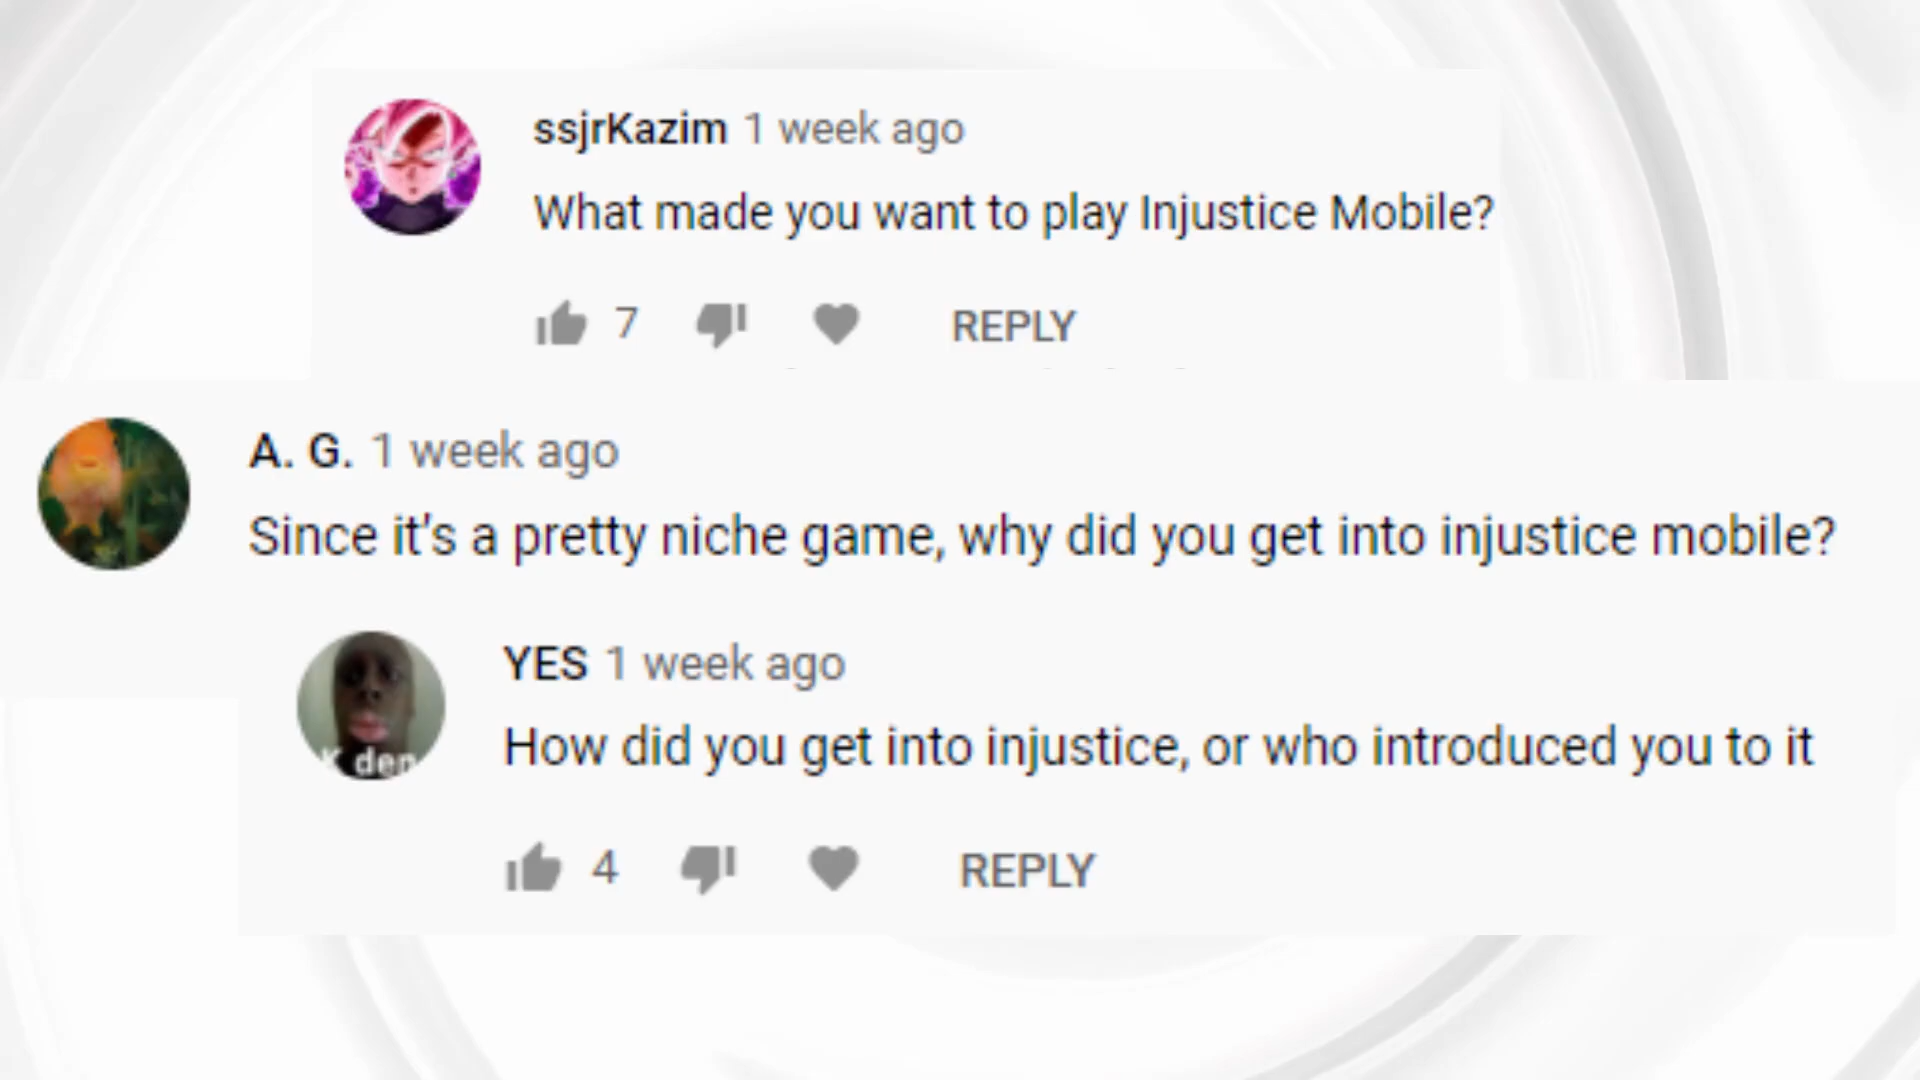 ssjrKazim 1 week ago
What made you want to play Injustice Mobile?
7 REPLY
A. G. 1 week ago
Since it's a pretty niche game, why did you get into injustice mobile?
YES 1 week ago
How did you get into injustice, or who introduced you to it
K den
4 REPLY